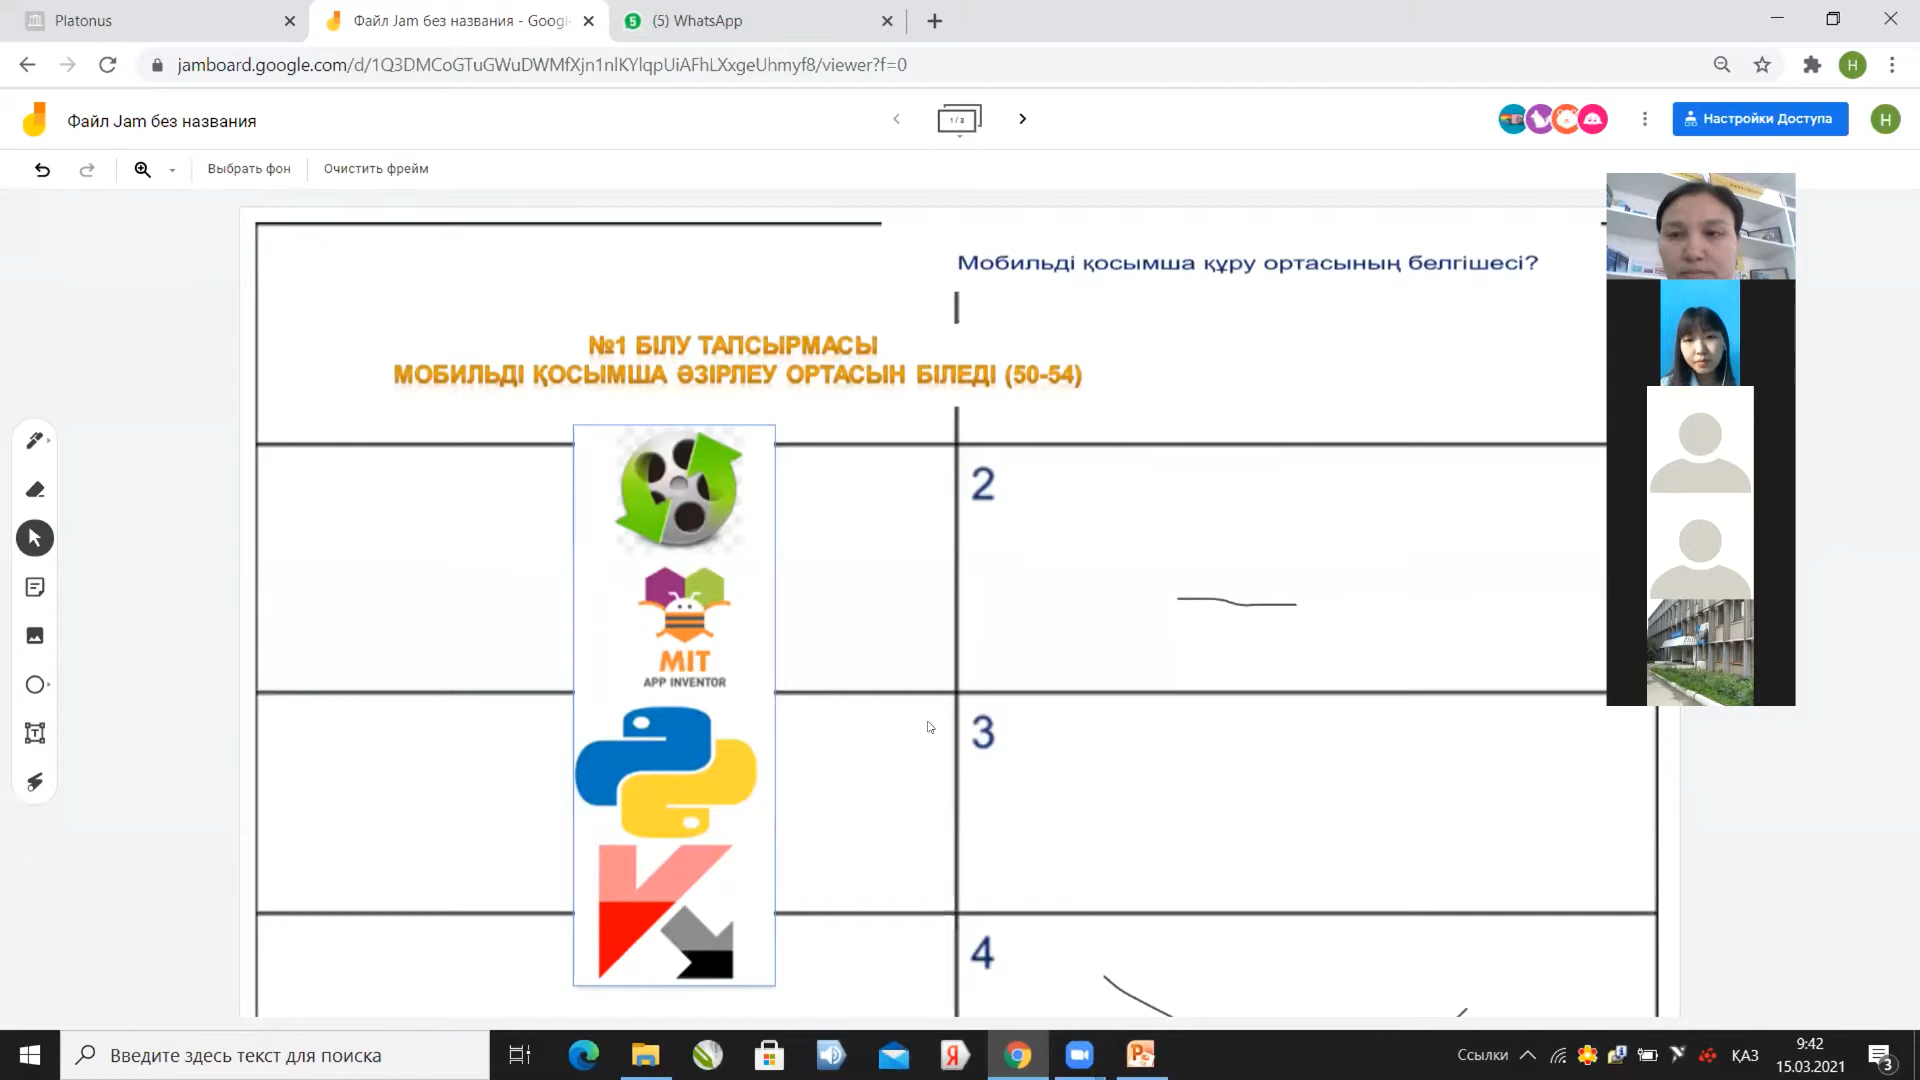 Platonus
Файл Jam без названия - Googl
(5) WhatsApp
jamboard.google.com/d/1Q3DMCoGTuGWuDWMfXjn1nlKYlqpUiAFhLXxgeUhmyf8/viewer?f=0
H
Файл Jam без названия
1 / 3
Настройки Доступа
H
Выбрать фон
Очистить фрейм
Мобильді қосымша құру ортасының белгішесі?
№1 БІЛУ ТАПСЫРМАСЫ
МОБИЛЬДІ ҚОСЫМША ӘЗІРЛЕУ ОРТАСЫН БІЛЕДІ (50-54)
2
MIT
APP INVENTOR
3
4
Введите здесь текст для поиска
Ссылки
ҚАЗ
9:42
15.03.2021
3